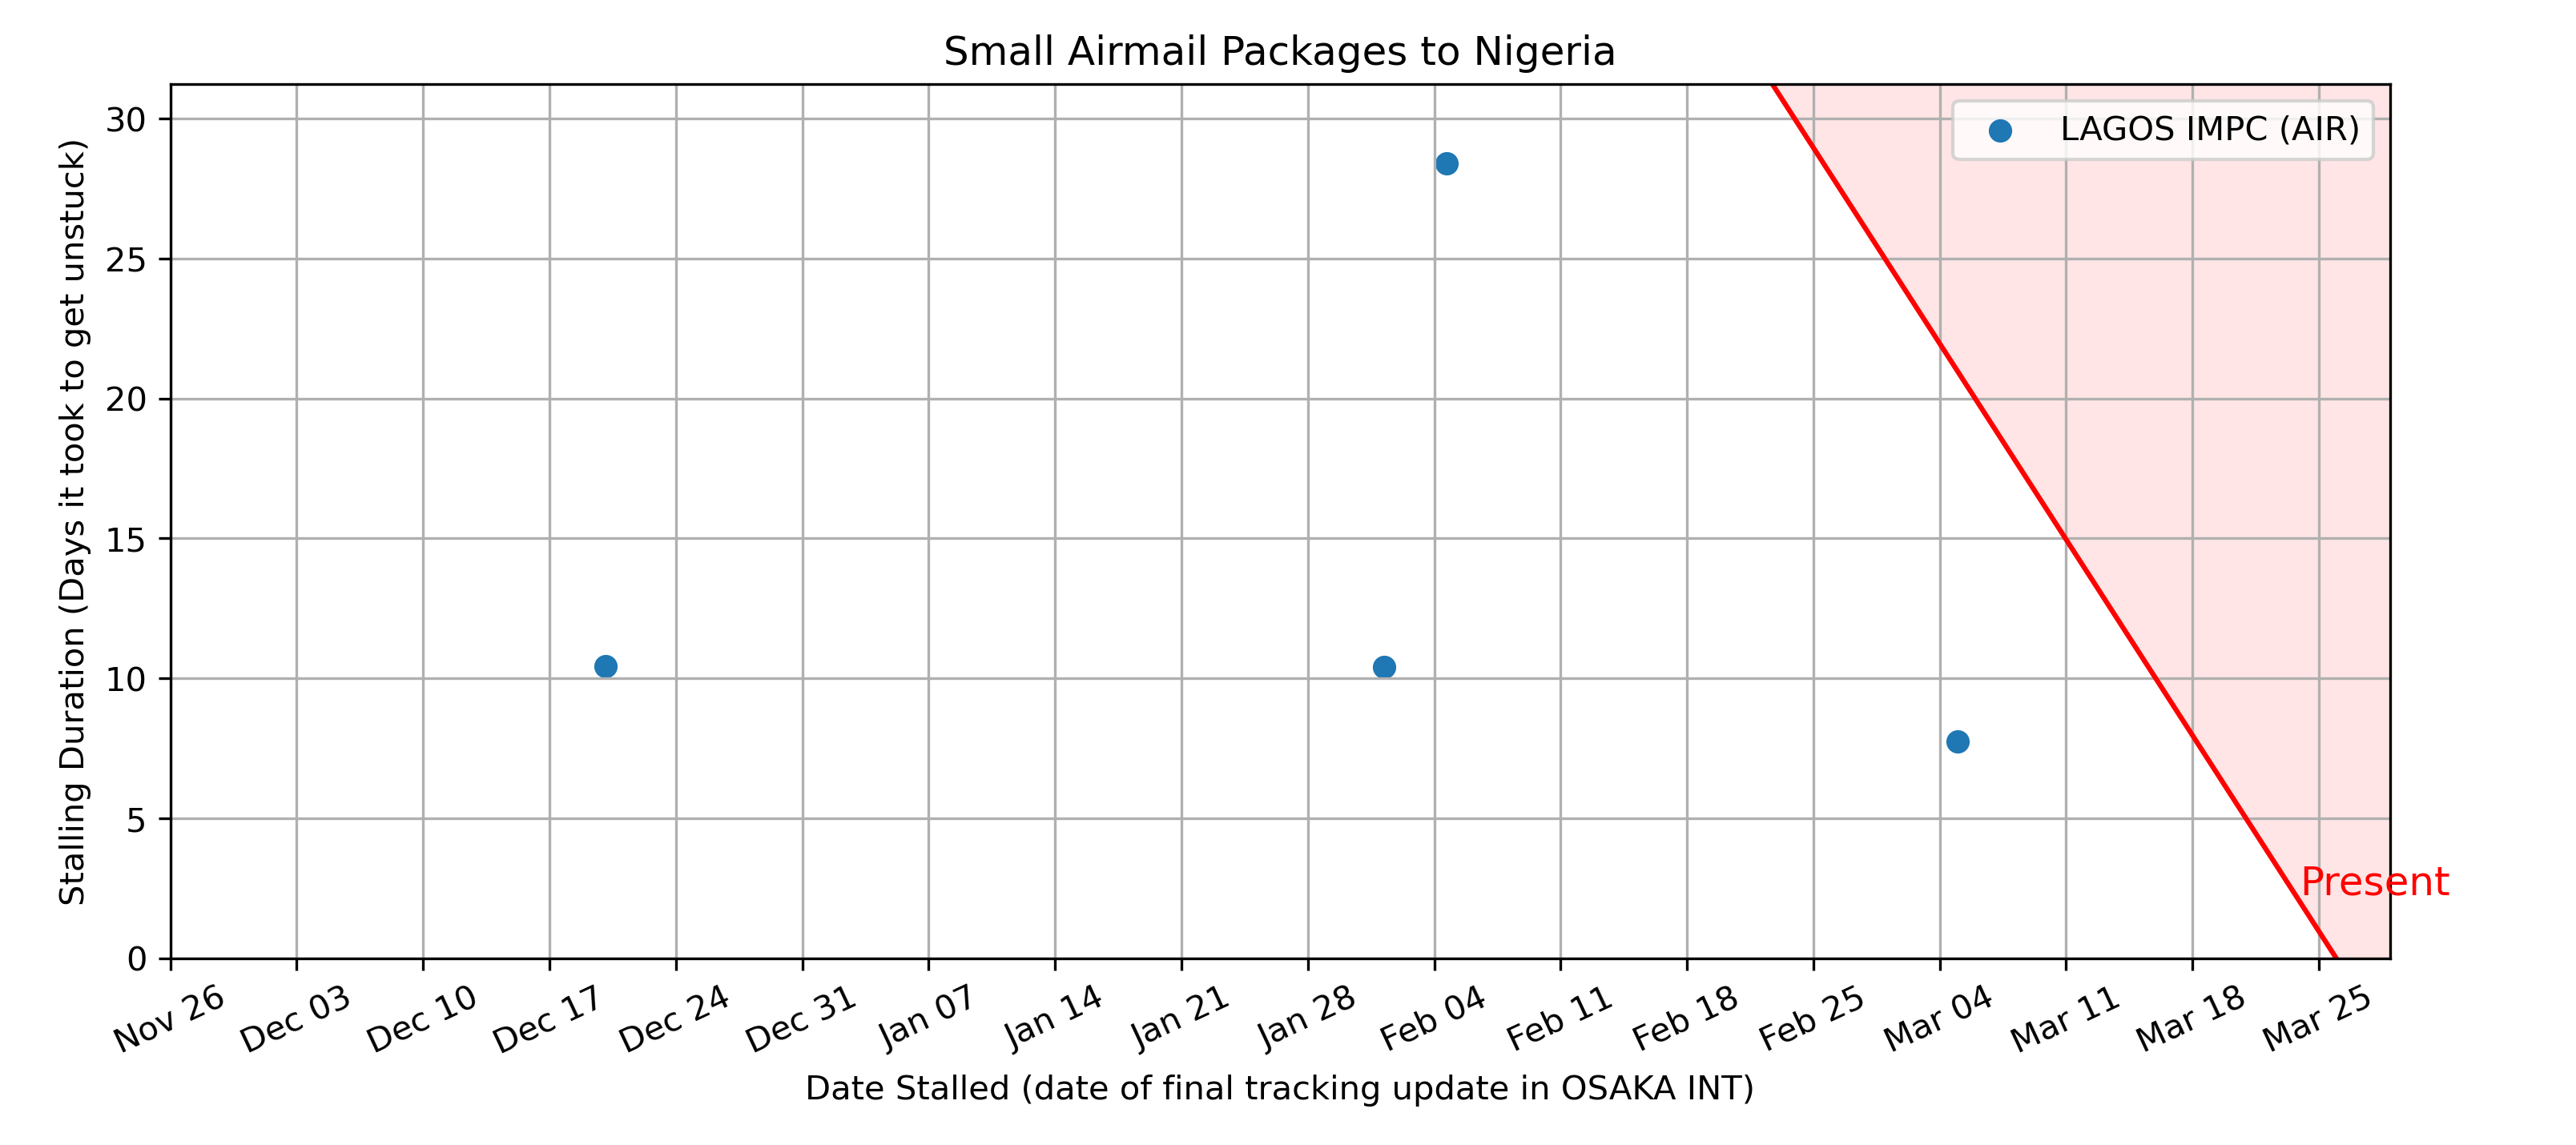 Small Airmail Packages to Nigeria
LAGOS IMPC (AIR)
Stalling Duration (Days it took to get unstuck)
30
25
20
15
10
5
0
Present
Nov 26
Dec 03
Dec 10
Dec 17
Dec 24
Dec 31
Jan 07
Jan 14
Jan 21
Jan 28
Feb 04
Feb 11
Feb 18
Feb 25
Mar 04
Mar 11
Mar 18
Mar 25
Date Stalled (date of final tracking update in OSAKA INT)